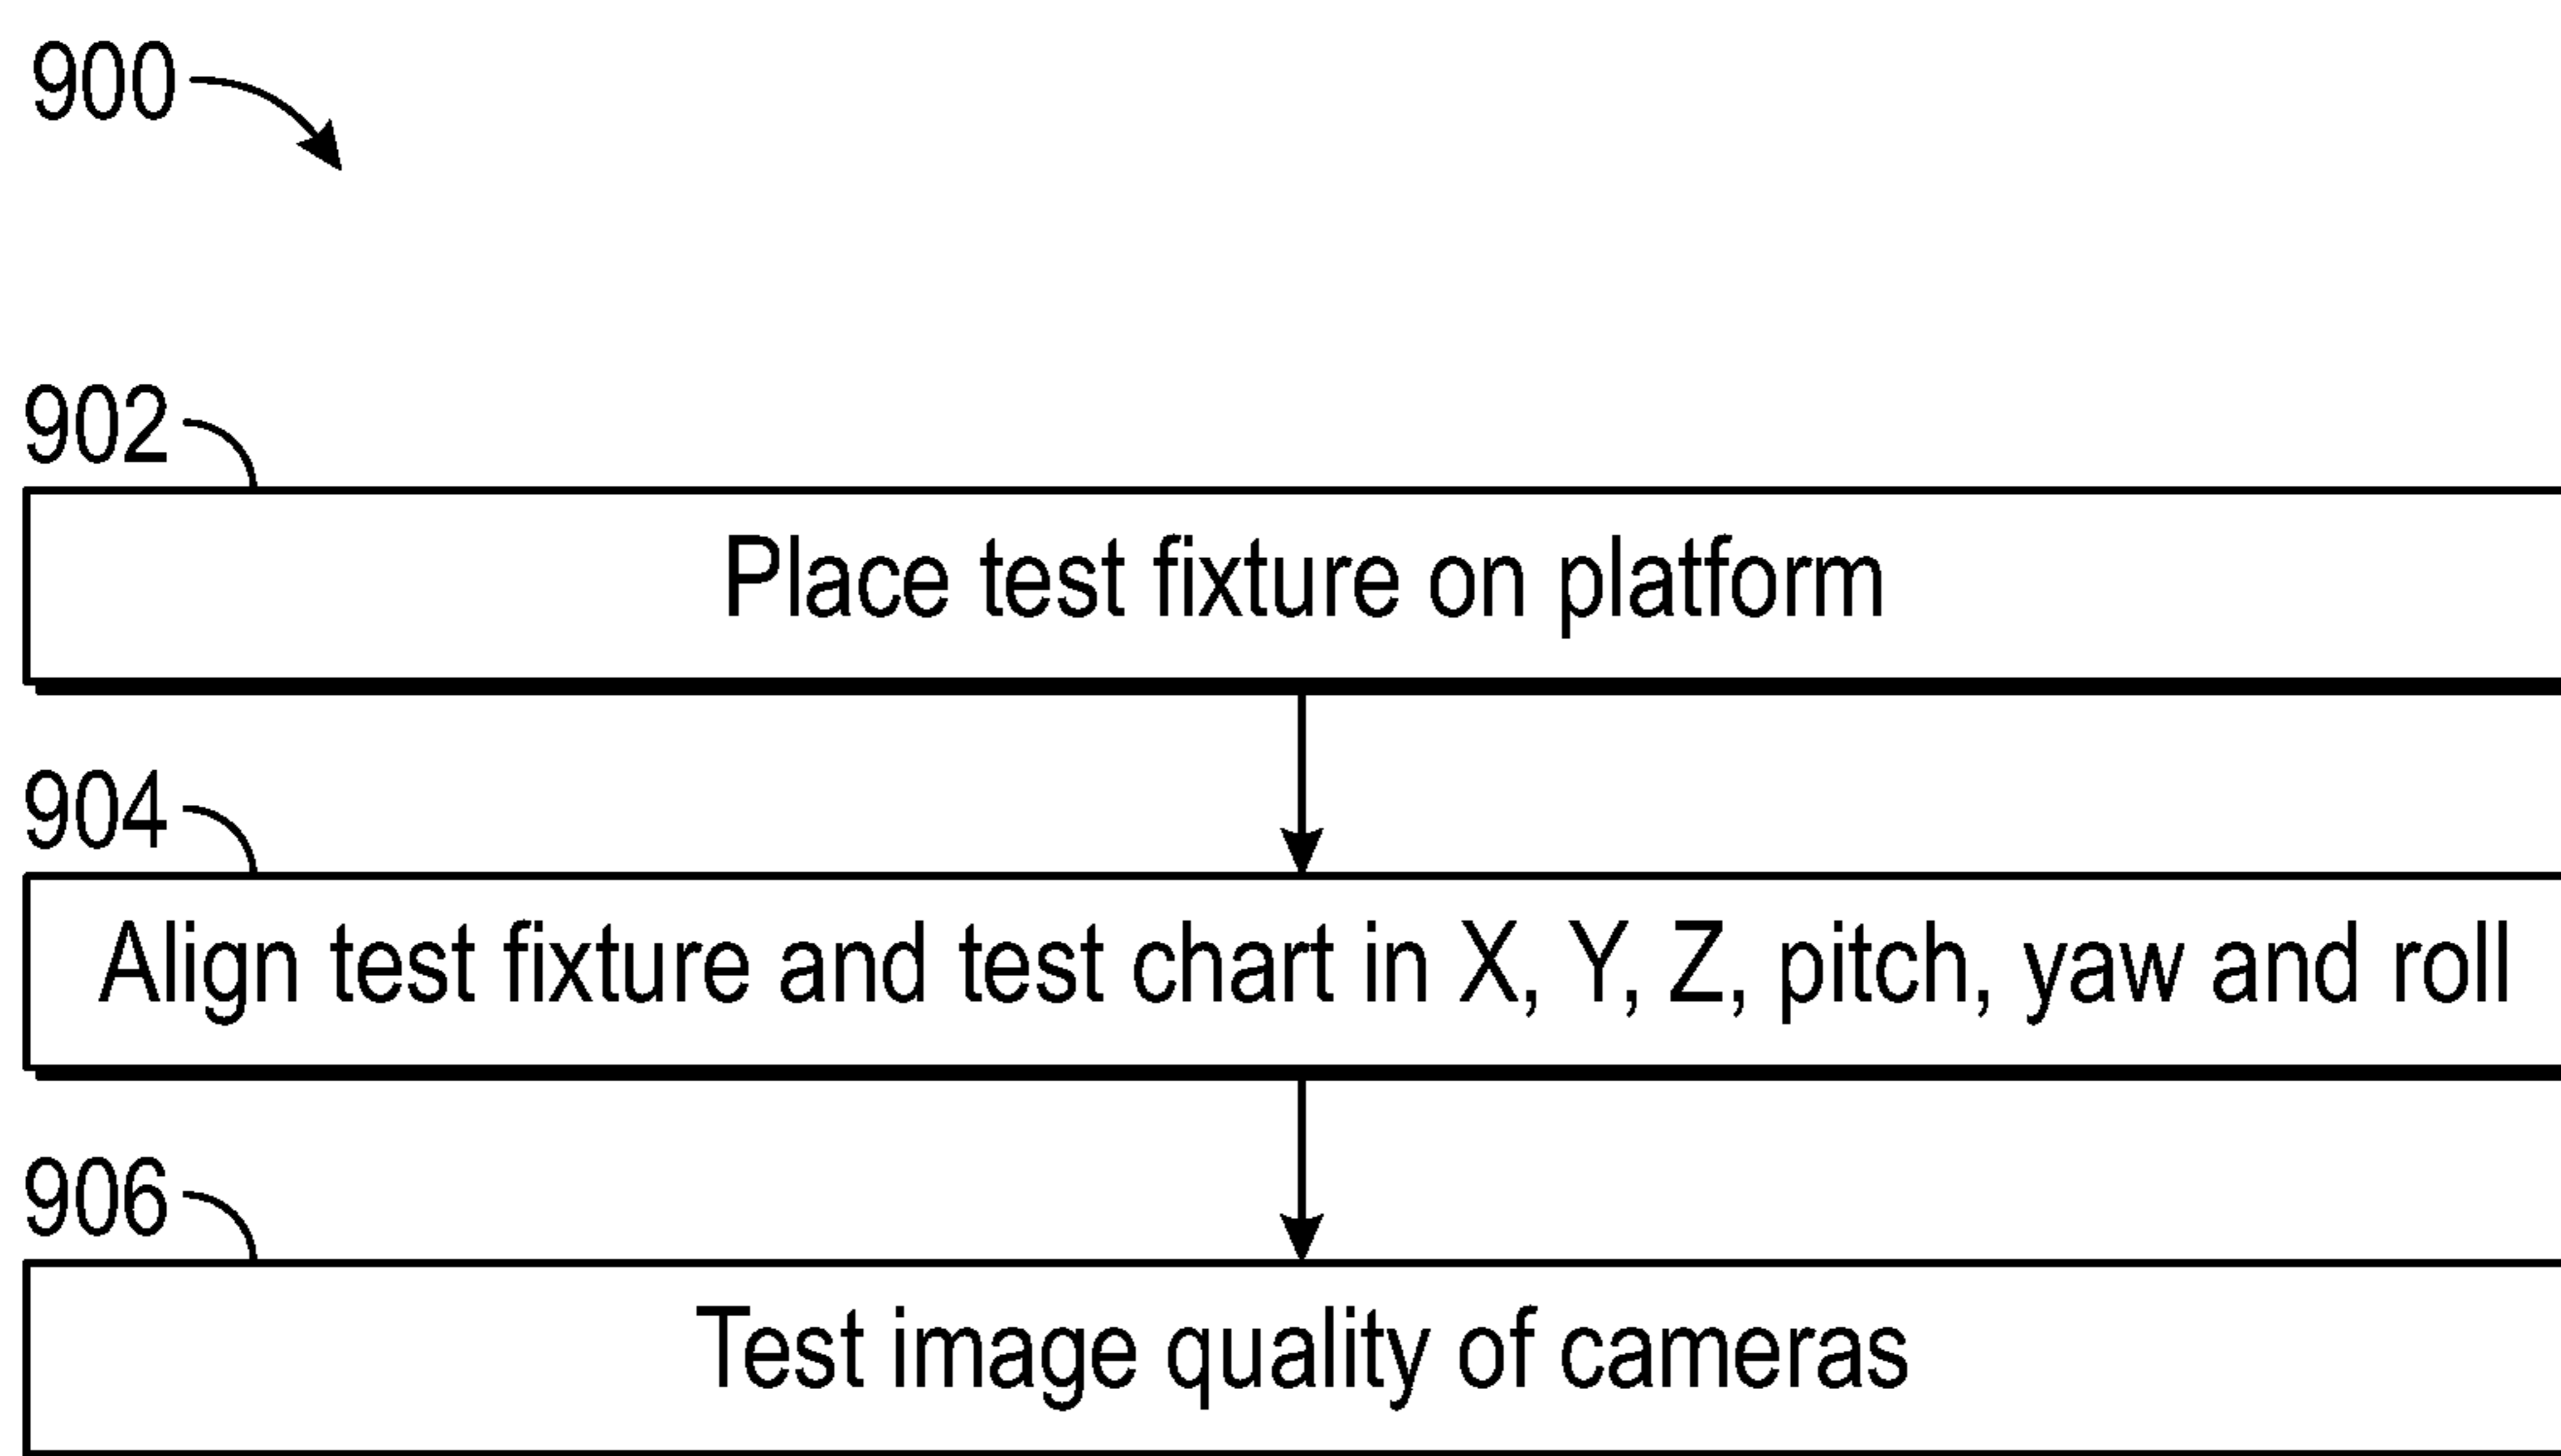 900
902
Place test fixture on platform
904
Align test fixture and test chart in X, Y, Z, pitch, yaw and roll
906
Test image quality of cameras